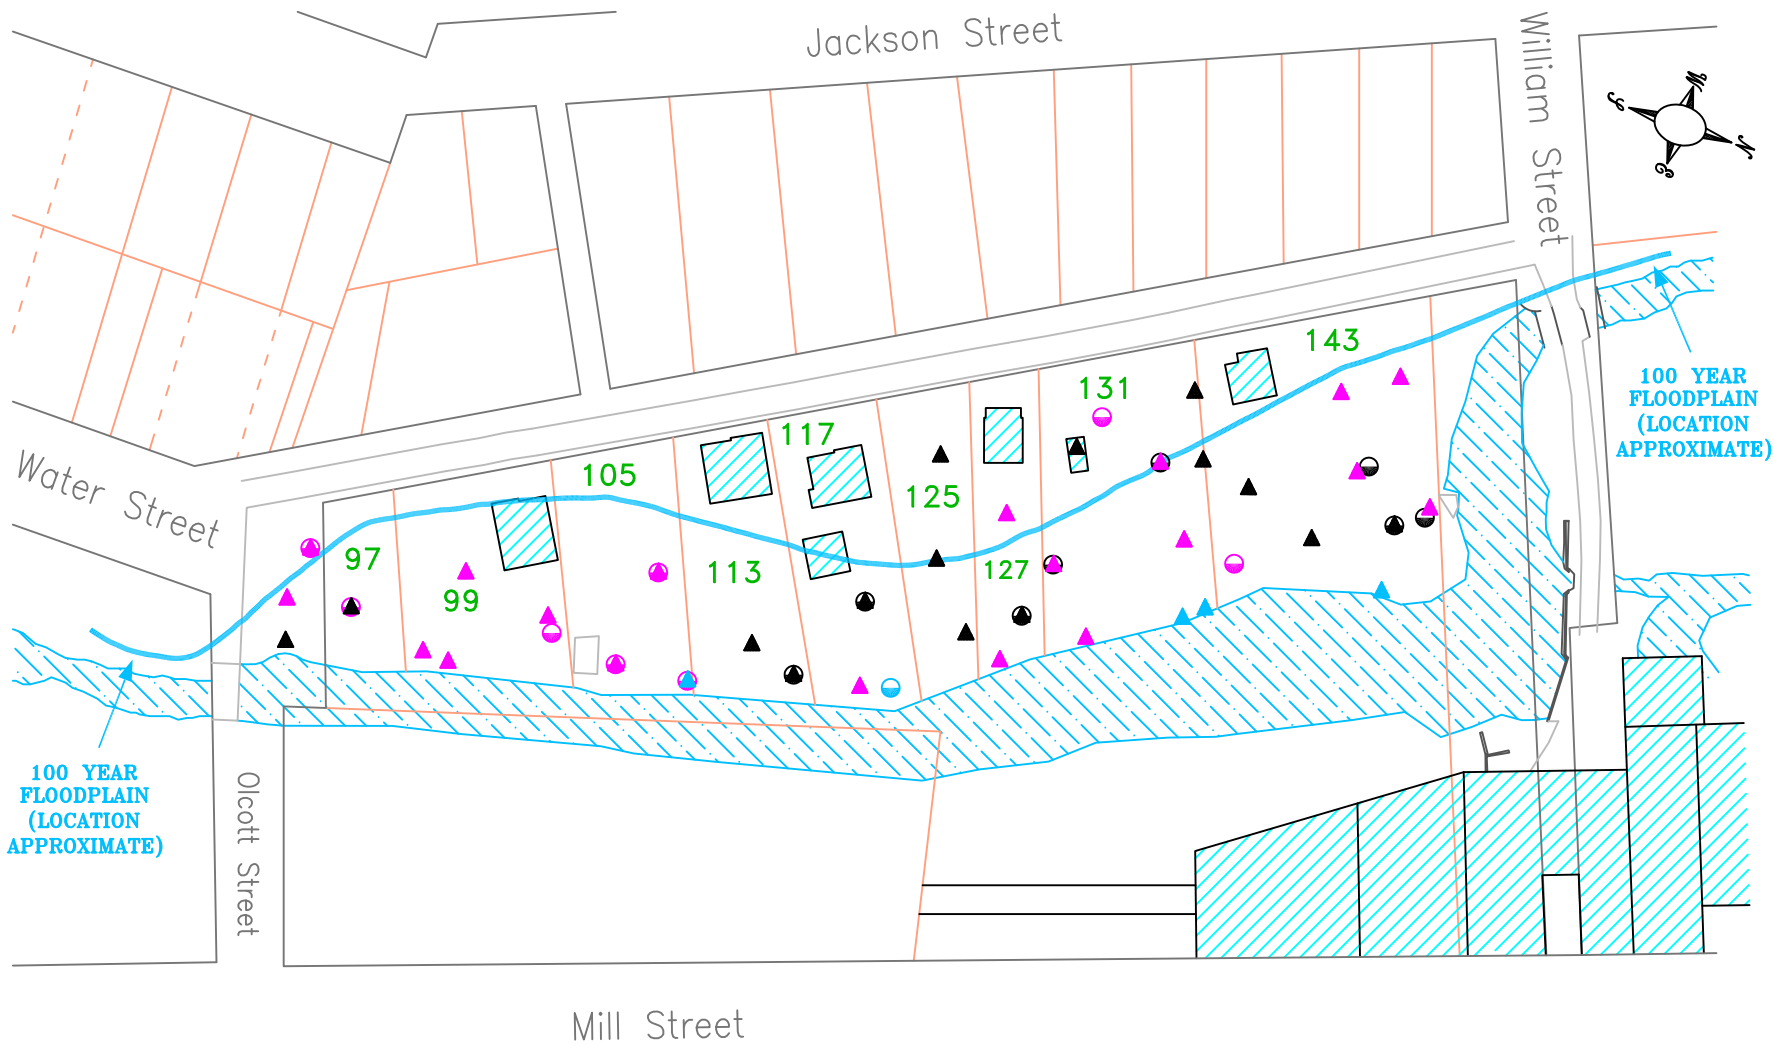 Jackson Street
William Street
W
S
N
E
143
131
117
105
125
100 YEAR
FLOODPLAIN
(LOCATION
APPROXIMATE)
Water Street
97
113
127
99
100 YEAR
FLOODPLAIN
(LOCATION
APPROXIMATE)
Olcott Street
Mill Street